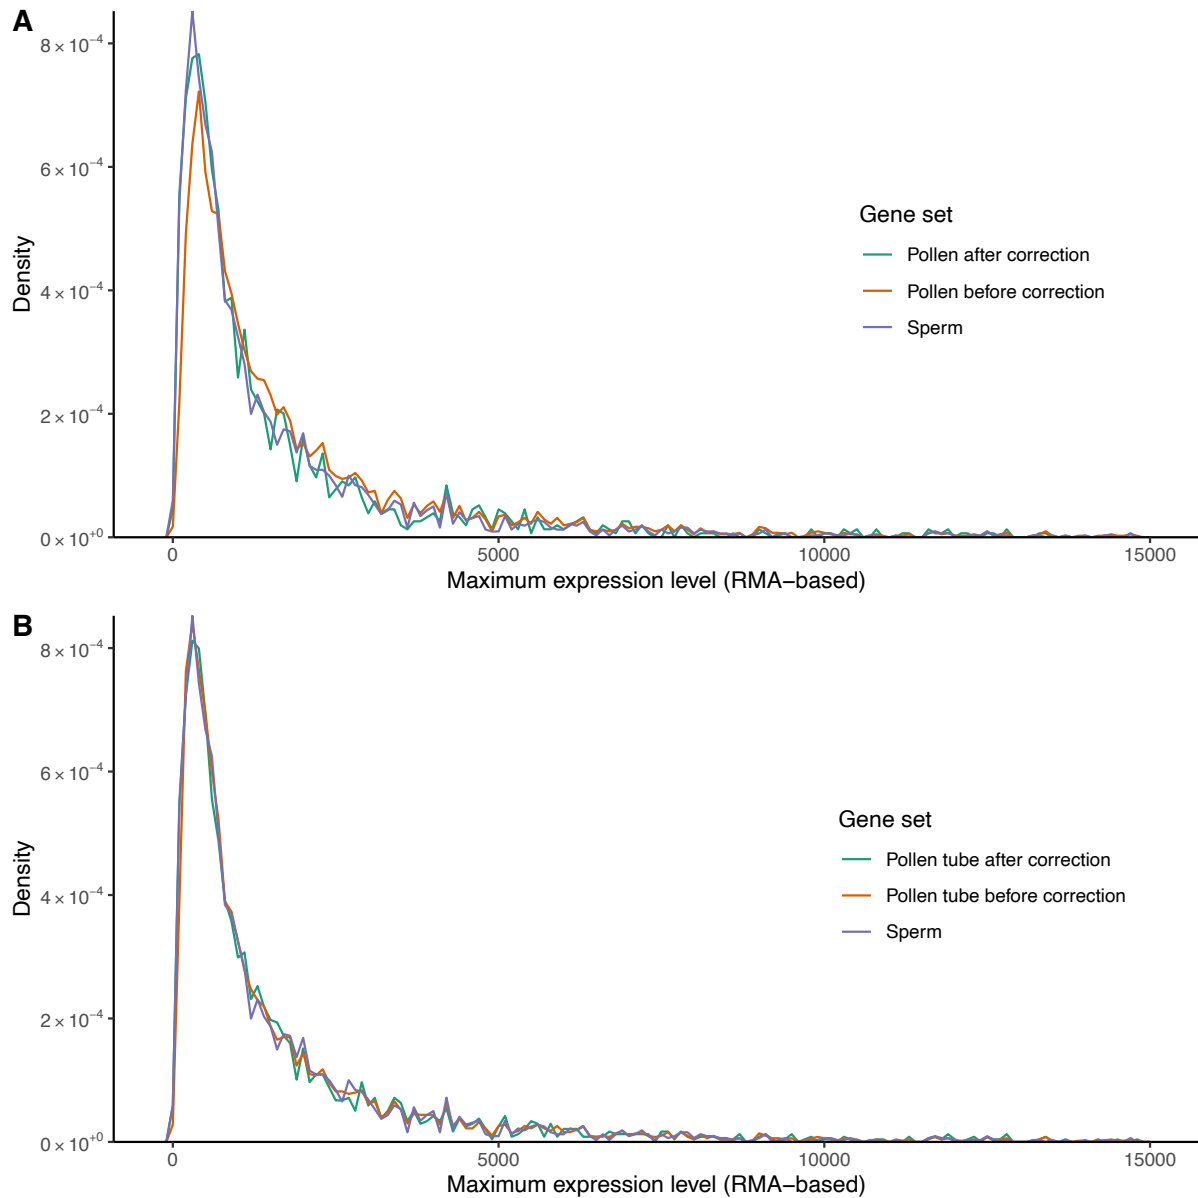 A
8 × 10⁻⁴
6 × 10⁻⁴
4 × 10⁻⁴
2 × 10⁻⁴
0 × 10⁺⁰
Density
0 5000 10000 15000
Maximum expression level (RMA−based)
Gene set
Pollen after correction
Pollen before correction
Sperm
B
8 × 10⁻⁴
6 × 10⁻⁴
4 × 10⁻⁴
2 × 10⁻⁴
0 × 10⁺⁰
Density
0 5000 10000 15000
Maximum expression level (RMA−based)
Gene set
Pollen tube after correction
Pollen tube before correction
Sperm